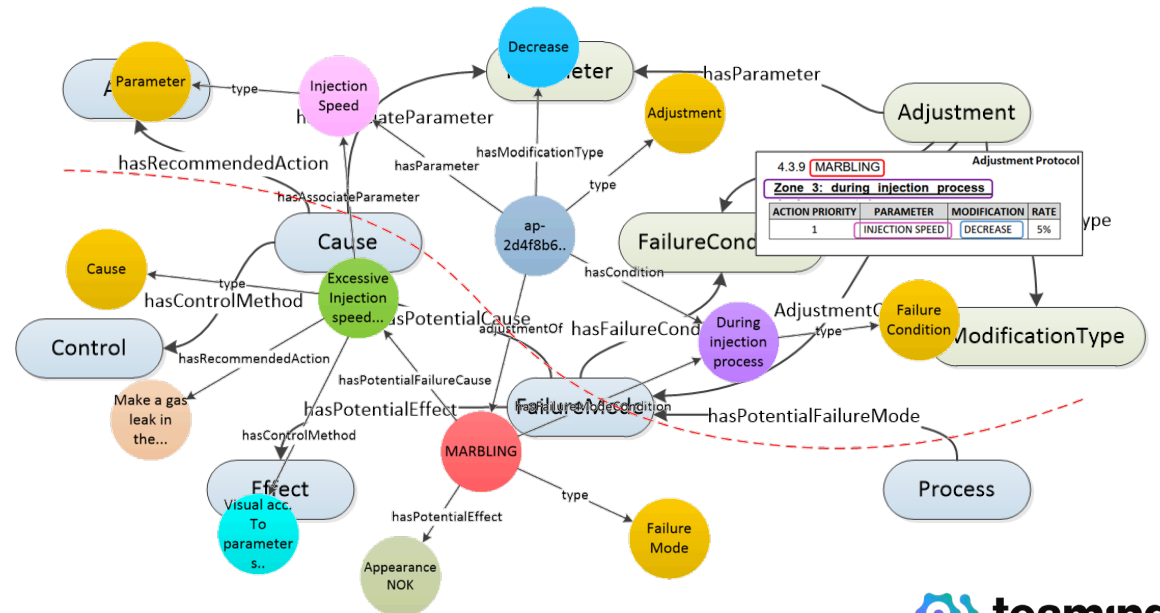 Decrease
hasParameter
Parameter
type
Injection
Speed
Adjustment
Adjustment
hasRecommendedAction
hasParameter
hasModificationType
type
Adjustment Protocol
4.3.9 MARBLING
Zone 3: during injection process
ACTION PRIORITY PARAMETER MODIFICATION RATE
1 INJECTION SPEED DECREASE 5%
hasAssociateParameter
Cause
ap-
2d4f8b6..
Cause
type
hasControlMethod
Excessive
Injection
speed...
hasCondition
During
injection
process
type
Failure
Condition
ModificationType
adjustmentOf
Control
hasRecommendedAction
Make a gas
leak in
the...
hasPotentialFailureCause
hasPotentialEffect
hasFailureModeCondition
FailureMode
hasPotentialFailureMode
hasControlMethod
MARBLING
Effect
Process
Visual acc.
To
parameter
s..
type
hasPotentialEffect
Failure
Mode
Appearance
NOK